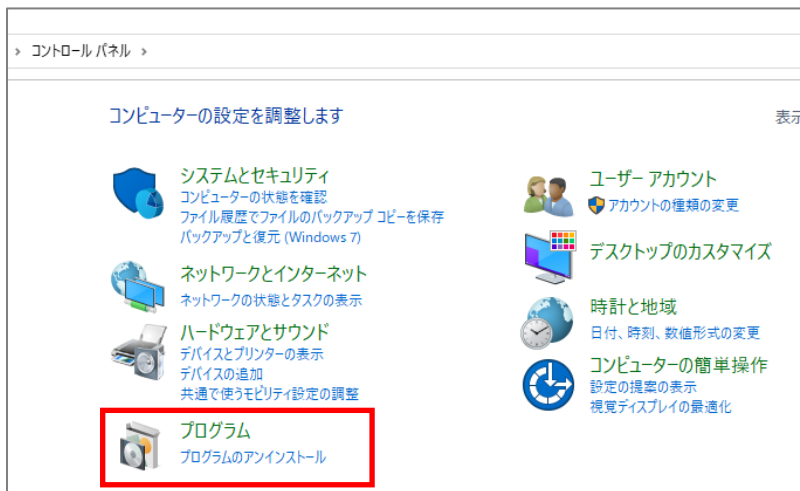 コントロール パネル
コンピューターの設定を調整します
表示
システムとセキュリティ
コンピューターの状態を確認
ファイル履歴でファイルのバックアップ コピーを保存
バックアップと復元 (Windows 7)
ネットワークとインターネット
ネットワークの状態とタスクの表示
ハードウェアとサウンド
デバイスとプリンターの表示
デバイスの追加
共通で使うモビリティ設定の調整
プログラム
プログラムのアンインストール
ユーザー アカウント
アカウントの種類の変更
デスクトップのカスタマイズ
時計と地域
日付、時刻、数値形式の変更
コンピューターの簡単操作
設定の提案の表示
視覚ディスプレイの最適化